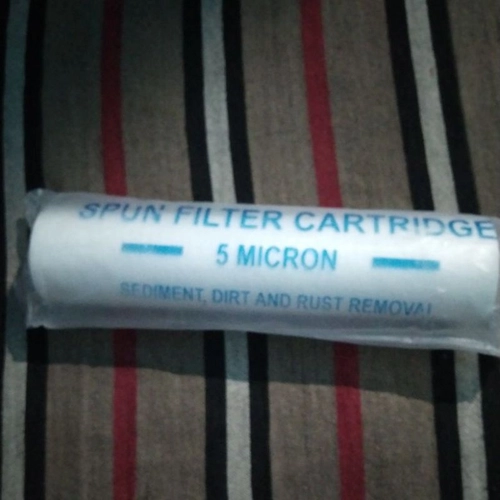 SPUN FILTER CARTRIDGE
5 MICRON
SEDIMENT, DIRT AND RUST REMOVAL